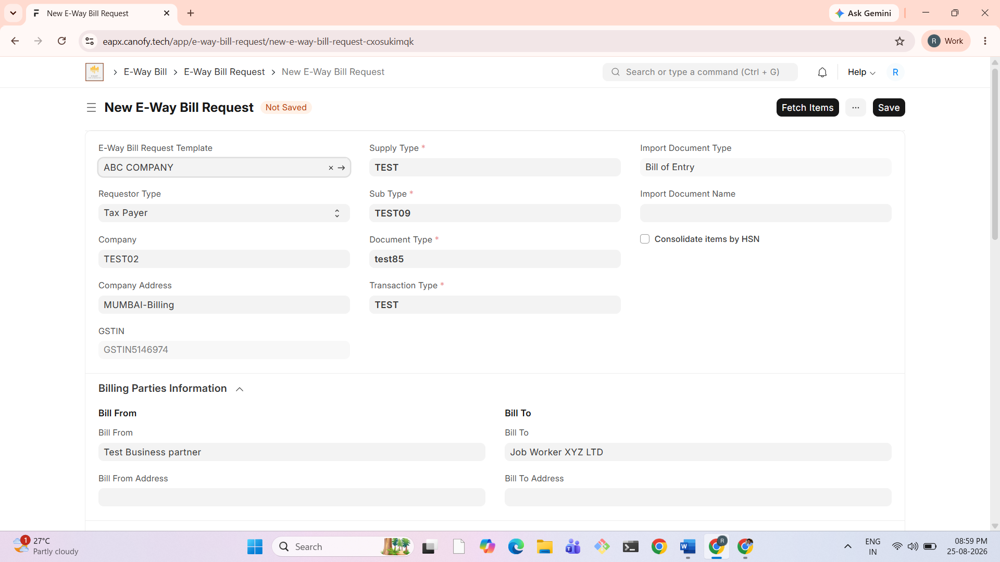 New E-Way Bill Request
Ask Gemini
eapx.canofy.tech/app/e-way-bill-request/new-e-way-bill-request-cxosukimqk
R Work
E-Way Bill
E-Way Bill Request
New E-Way Bill Request
Search or type a command (Ctrl + G)
Help
R
New E-Way Bill Request
Not Saved
Fetch Items
Save
E-Way Bill Request Template
ABC COMPANY
Requestor Type
Tax Payer
Company
TEST02
Company Address
MUMBAI-Billing
GSTIN
GSTIN5146974
Supply Type *
TEST
Sub Type *
TEST09
Document Type *
test85
Transaction Type *
TEST
Import Document Type
Bill of Entry
Import Document Name
Consolidate items by HSN
Billing Parties Information
Bill From
Bill From
Test Business partner
Bill From Address
Bill To
Bill To
Job Worker XYZ LTD
Bill To Address
1
27°C
Partly cloudy
Search
ENG
IN
08:59 PM
25-08-2026